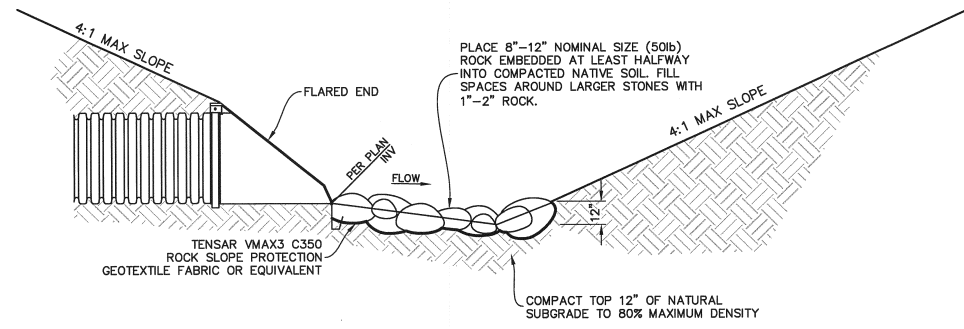 4:1 MAX SLOPE
FLARED END
PER PLAN
INV
FLOW
PLACE 8"-12" NOMINAL SIZE (50lb)
ROCK EMBEDDED AT LEAST HALFWAY
INTO COMPACTED NATIVE SOIL. FILL
SPACES AROUND LARGER STONES WITH
1"-2" ROCK.
4:1 MAX SLOPE
12"
TENSAR VMAX3 C350
ROCK SLOPE PROTECTION
GEOTEXTILE FABRIC OR EQUIVALENT
COMPACT TOP 12" OF NATURAL
SUBGRADE TO 80% MAXIMUM DENSITY